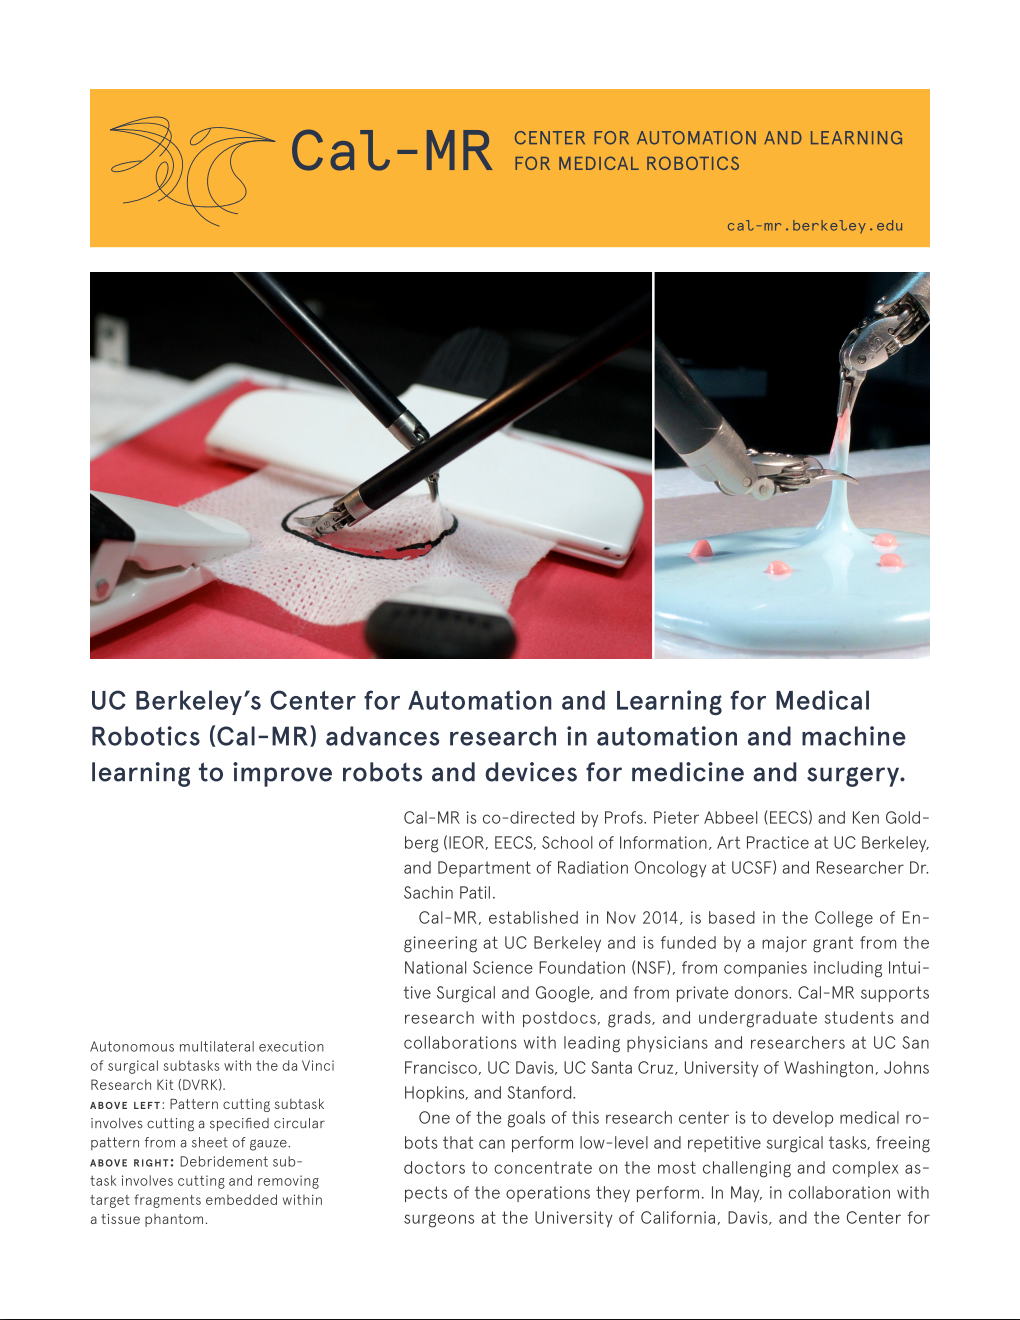 Cal-MR
CENTER FOR AUTOMATION AND LEARNING
FOR MEDICAL ROBOTICS
cal-mr.berkeley.edu
UC Berkeley’s Center for Automation and Learning for Medical
Robotics (Cal-MR) advances research in automation and machine
learning to improve robots and devices for medicine and surgery.
Cal-MR is co-directed by Profs. Pieter Abbeel (EECS) and Ken Gold-
berg (IEOR, EECS, School of Information, Art Practice at UC Berkeley,
and Department of Radiation Oncology at UCSF) and Researcher Dr.
Sachin Patil.
Cal-MR, established in Nov 2014, is based in the College of En-
gineering at UC Berkeley and is funded by a major grant from the
National Science Foundation (NSF), from companies including Intui-
tive Surgical and Google, and from private donors. Cal-MR supports
research with postdocs, grads, and undergraduate students and
collaborations with leading physicians and researchers at UC San
Francisco, UC Davis, UC Santa Cruz, University of Washington, Johns
Hopkins, and Stanford.
One of the goals of this research center is to develop medical ro-
bots that can perform low-level and repetitive surgical tasks, freeing
doctors to concentrate on the most challenging and complex as-
pects of the operations they perform. In May, in collaboration with
surgeons at the University of California, Davis, and the Center for
Autonomous multilateral execution
of surgical subtasks with the da Vinci
Research Kit (DVRK).
ABOVE LEFT: Pattern cutting subtask
involves cutting a specified circular
pattern from a sheet of gauze.
ABOVE RIGHT: Debridement sub-
task involves cutting and removing
target fragments embedded within
a tissue phantom.